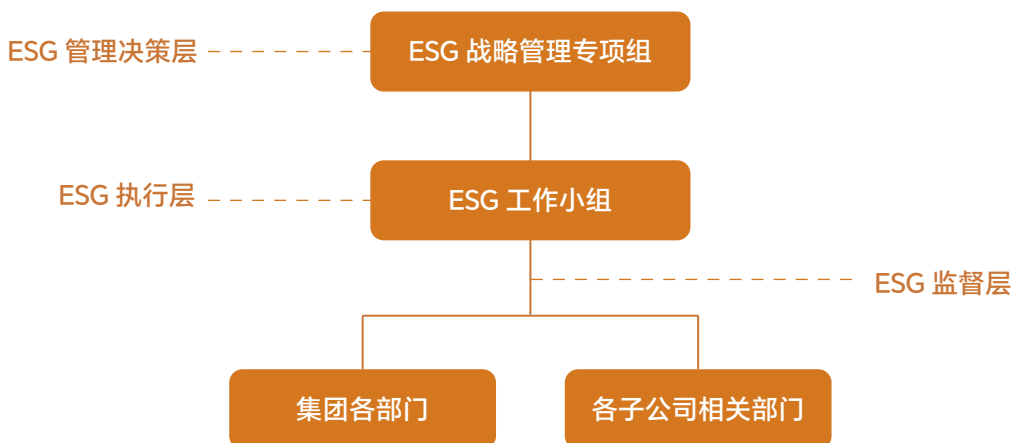 ESG 管理决策层
ESG 战略管理专项组
ESG 执行层
ESG 工作小组
ESG 监督层
集团各部门
各子公司相关部门